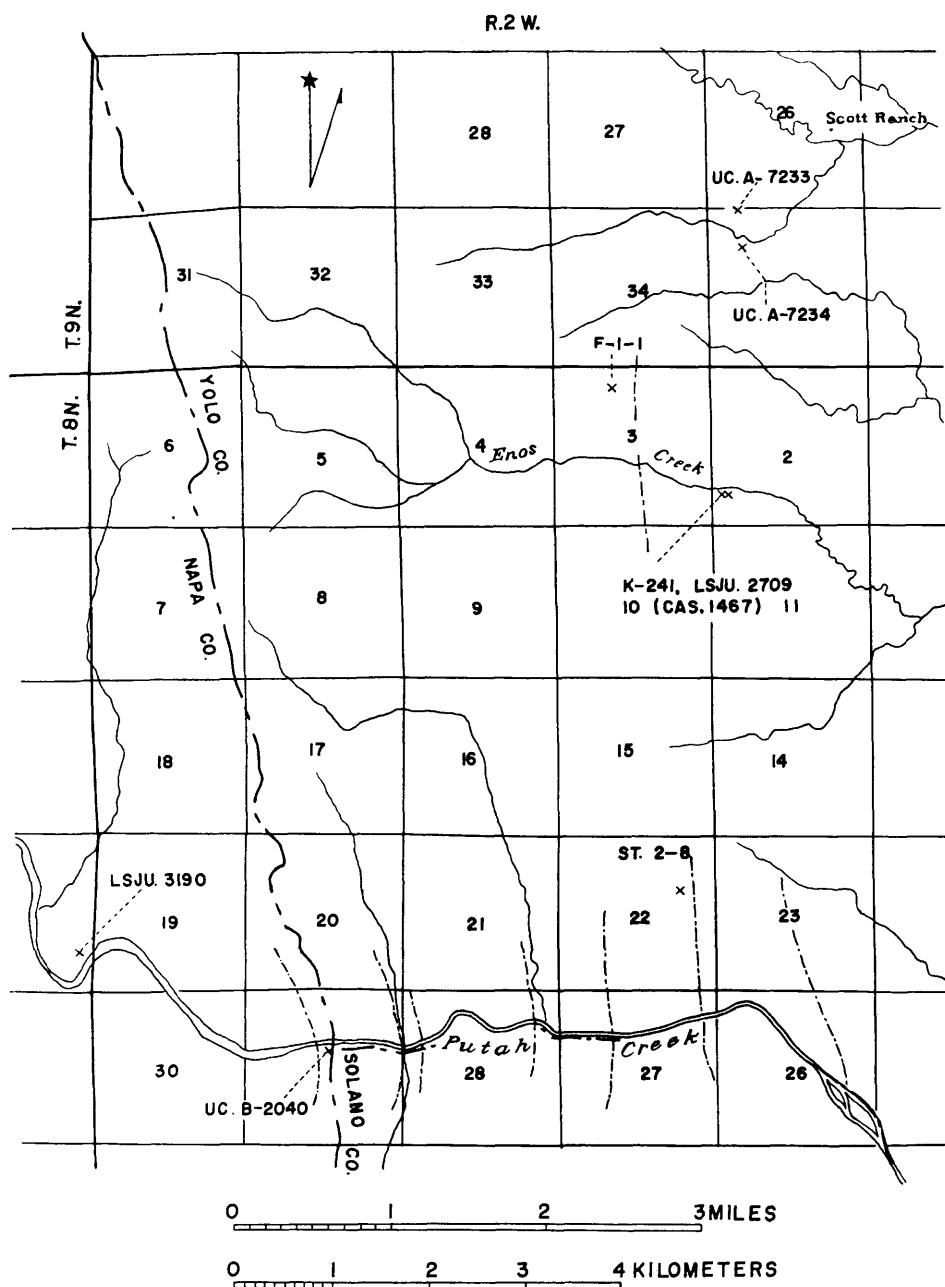 R.2 W.
28
27
26
Scott Ranch
UC. A-7233
31
32
33
34
T.9N.
UC. A-7234
F-1-1
T.8N.
YOLO CO.
6
5
4
Enos Creek
3
2
NAPA CO.
K-241, LSJU. 2709
10 (CAS. 1467) 11
7
8
9
18
17
16
15
14
ST. 2-8
LSJU. 3190
19
20
21
22
23
Putah Creek
30
28
27
26
UC. B-2040
SOLANO CO.
0 1 2 3 MILES
0 1 2 3 4 KILOMETERS